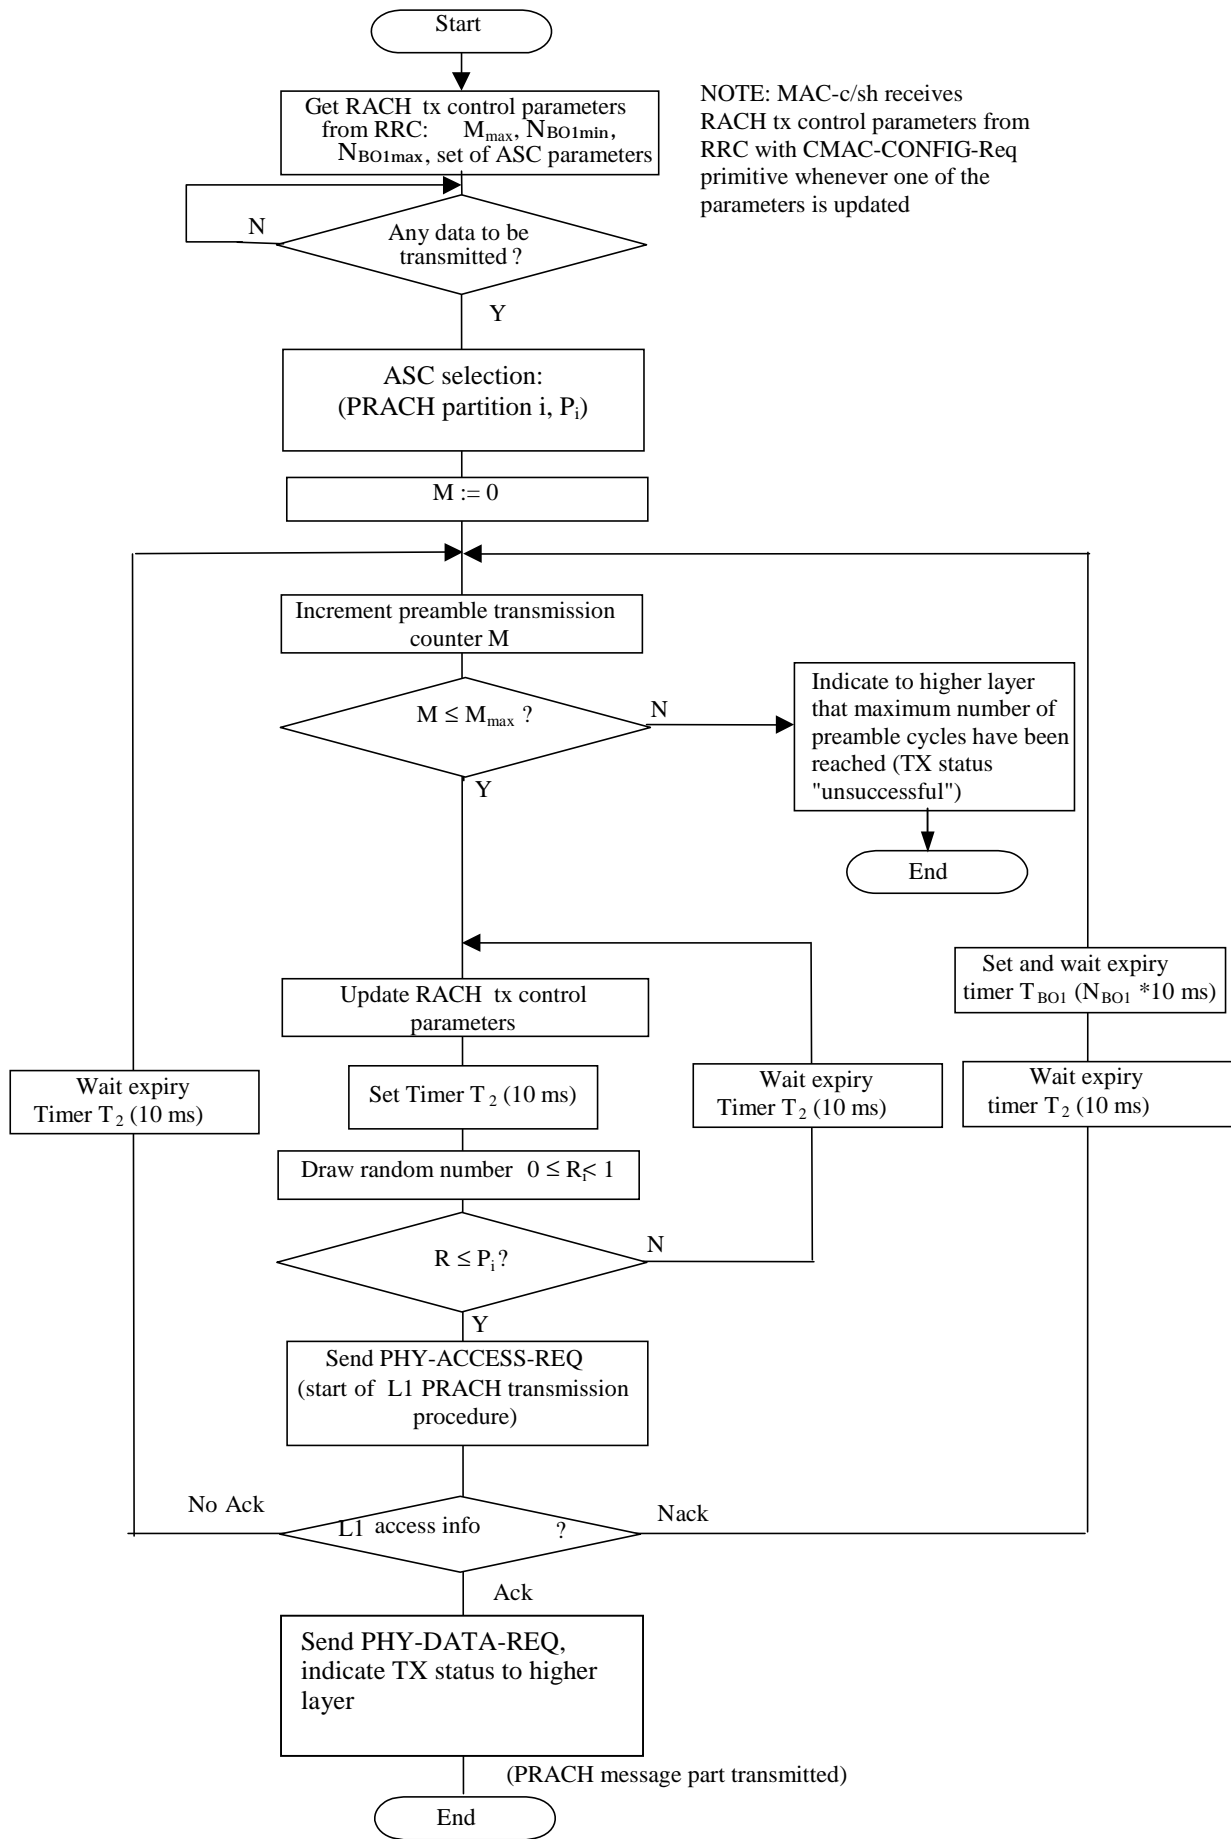 Start
Get RACH tx control parameters
from RRC: Mmax, NBO1min,
NBO1max, set of ASC parameters
NOTE: MAC-c/sh receives
RACH tx control parameters from
RRC with CMAC-CONFIG-Req
primitive whenever one of the
parameters is updated
N
Any data to be
transmitted ?
Y
ASC selection:
(PRACH partition i, Pi)
M := 0
Increment preamble transmission
counter M
M ≤ Mmax ?
N
Y
Indicate to higher layer
that maximum number of
preamble cycles have been
reached (TX status
"unsuccessful")
End
Update RACH tx control
parameters
Set and wait expiry
timer TBO1 (NBO1 *10 ms)
Wait expiry
Timer T2 (10 ms)
Set Timer T2 (10 ms)
Wait expiry
Timer T2 (10 ms)
Wait expiry
timer T2 (10 ms)
Draw random number 0 ≤ Ri< 1
R ≤ Pi?
N
Y
Send PHY-ACCESS-REQ
(start of L1 PRACH transmission
procedure)
No Ack
L1 access info ?
Nack
Ack
Send PHY-DATA-REQ,
indicate TX status to higher
layer
(PRACH message part transmitted)
End